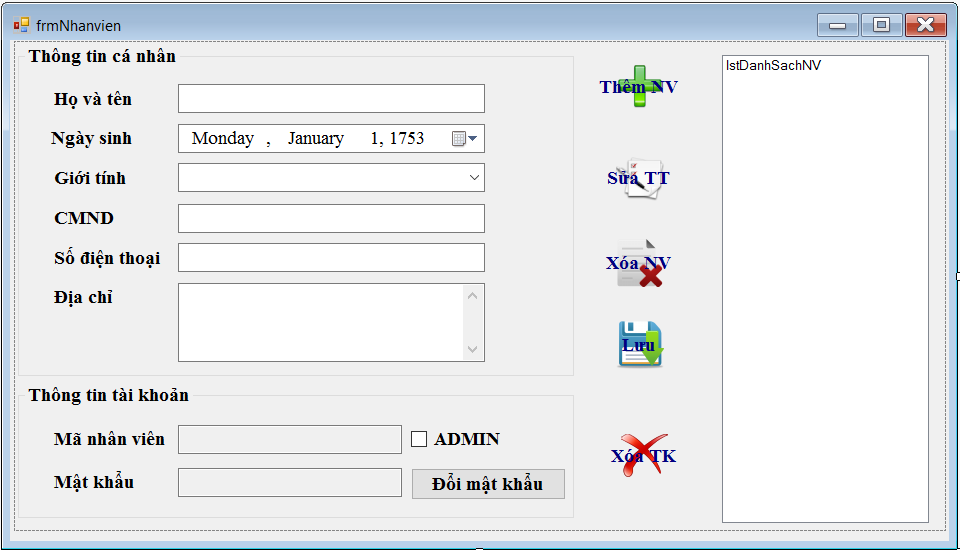 frmNhanvien
Thông tin cá nhân
Họ và tên
Ngày sinh
Monday , January 1, 1753
Giới tính
CMND
Số điện thoại
Địa chỉ
Thông tin tài khoản
Mã nhân viên
ADMIN
Mật khẩu
Đổi mật khẩu
Thêm NV
Sửa TT
Xóa NV
Lưu
Xóa TK
lstDanhSachNV